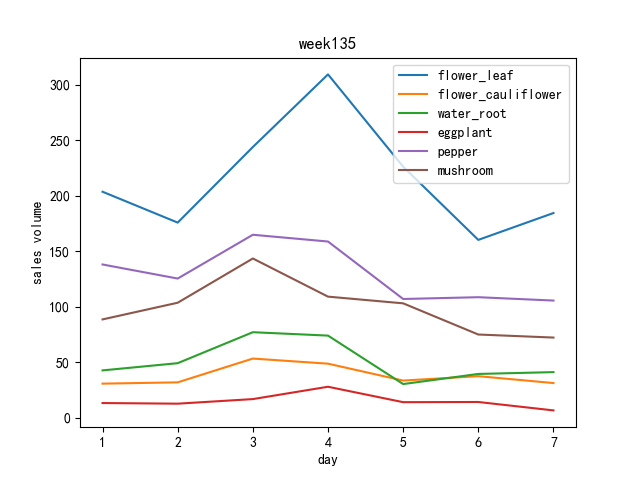 week135
flower_leaf
flower_cauliflower
water_root
eggplant
pepper
mushroom
sales volume
300
250
200
150
100
50
0
1 2 3 4 5 6 7
day